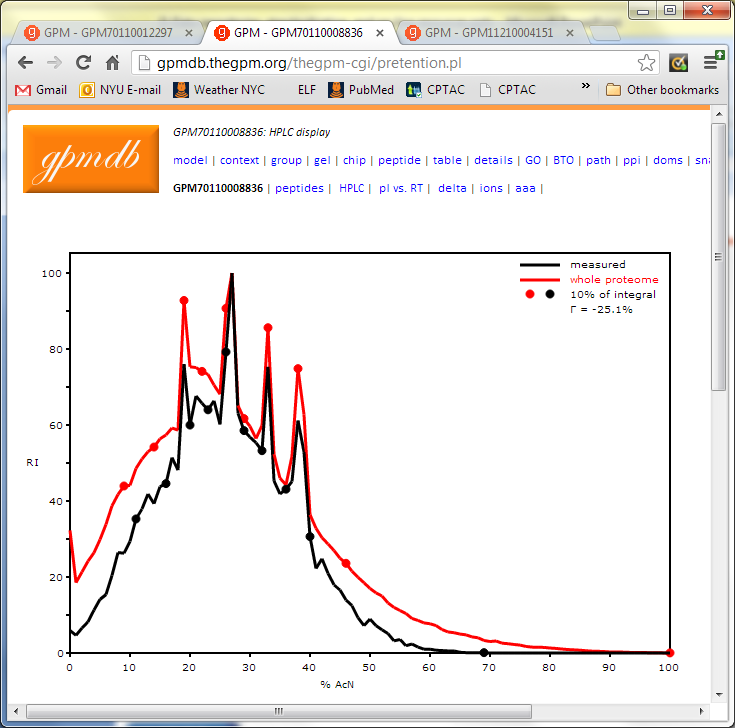 GPM - GPM70110012297
GPM - GPM70110008836
GPM - GPM11210004151
gpmdb.thegpm.org/thegpm-cgi/pretention.pl
Gmail NYU E-mail Weather NYC ELF PubMed CPTAC CPTAC » Other bookmarks
gpmdb
GPM70110008836: HPLC display
model | context | group | gel | chip | peptide | table | details | GO | BTO | path | ppi | doms | sna
GPM70110008836 | peptides | HPLC | pI vs. RT | delta | ions | aaa |
measured
whole proteome
10% of integral
Γ = -25.1%
100
80
60
RI
40
20
0
0 10 20 30 40 50 60 70 80 90 100
% AcN